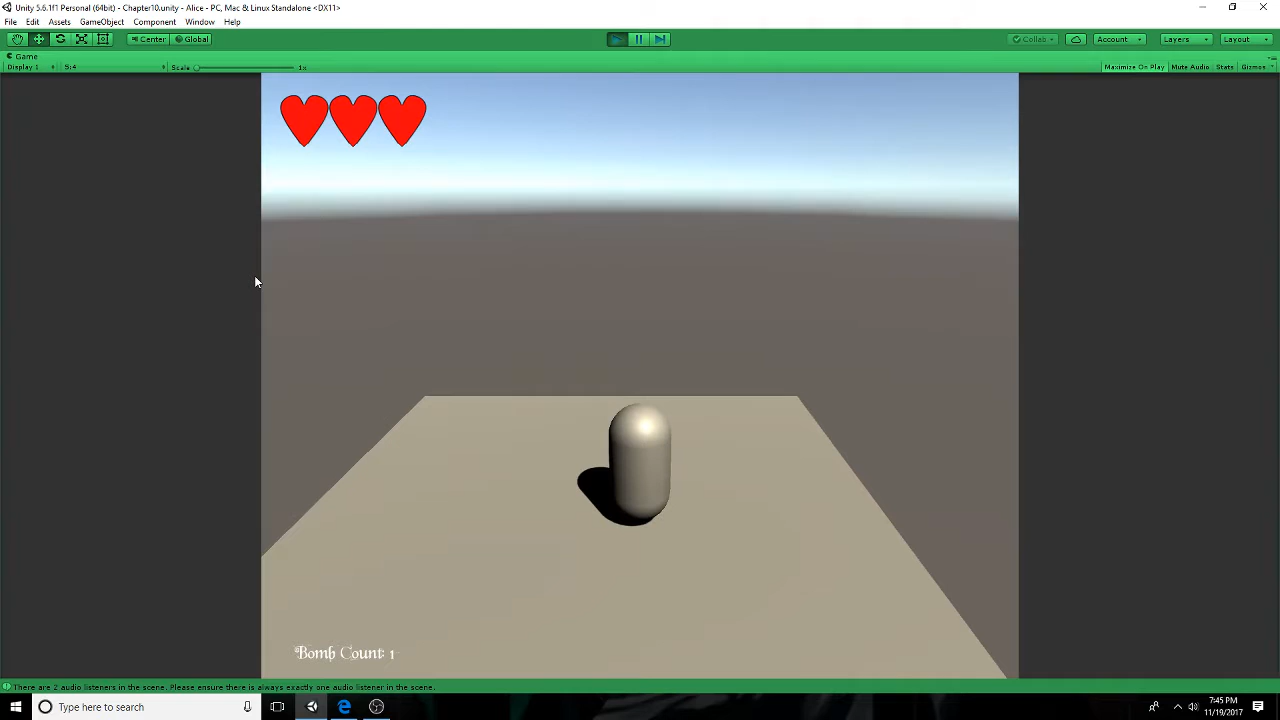 Unity 5.6.1f1 Personal (64bit) - Chapter10.unity - Alice - PC, Mac & Linux Standalone <DX11>
File Edit Assets GameObject Component Window Help
Center Global Collab Account Layers Layout
Game
Display 1 5:4 Scale 1x Maximize On Play Mute Audio Stats Gizmos
Bomb Count: 1
There are 2 audio listeners in the scene. Please ensure there is always exactly one audio listener in the scene.
Type here to search
7:45 PM
11/19/2017